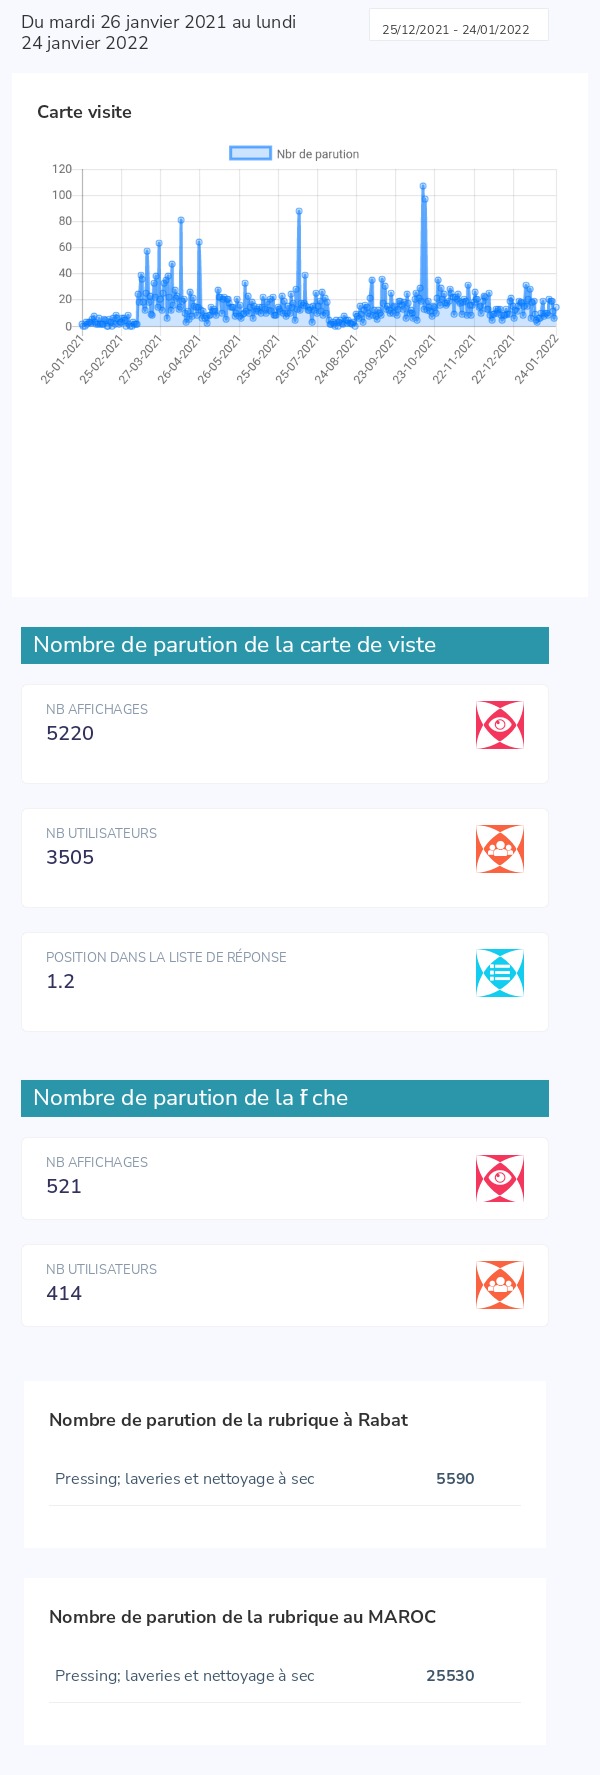 Du mardi 26 janvier 2021 au lundi
24 janvier 2022
25/12/2021 - 24/01/2022
Carte visite
Nbr de parution
120
100
80
60
40
20
0
26-01-2021
25-02-2021
27-03-2021
26-04-2021
26-05-2021
25-06-2021
25-07-2021
24-08-2021
23-09-2021
23-10-2021
22-11-2021
22-12-2021
24-01-2022
Nombre de parution de la carte de viste
NB AFFICHAGES
5220
NB UTILISATEURS
3505
POSITION DANS LA LISTE DE RÉPONSE
1.2
Nombre de parution de la f che
NB AFFICHAGES
521
NB UTILISATEURS
414
Nombre de parution de la rubrique à Rabat
Pressing; laveries et nettoyage à sec 5590
Nombre de parution de la rubrique au MAROC
Pressing; laveries et nettoyage à sec 25530